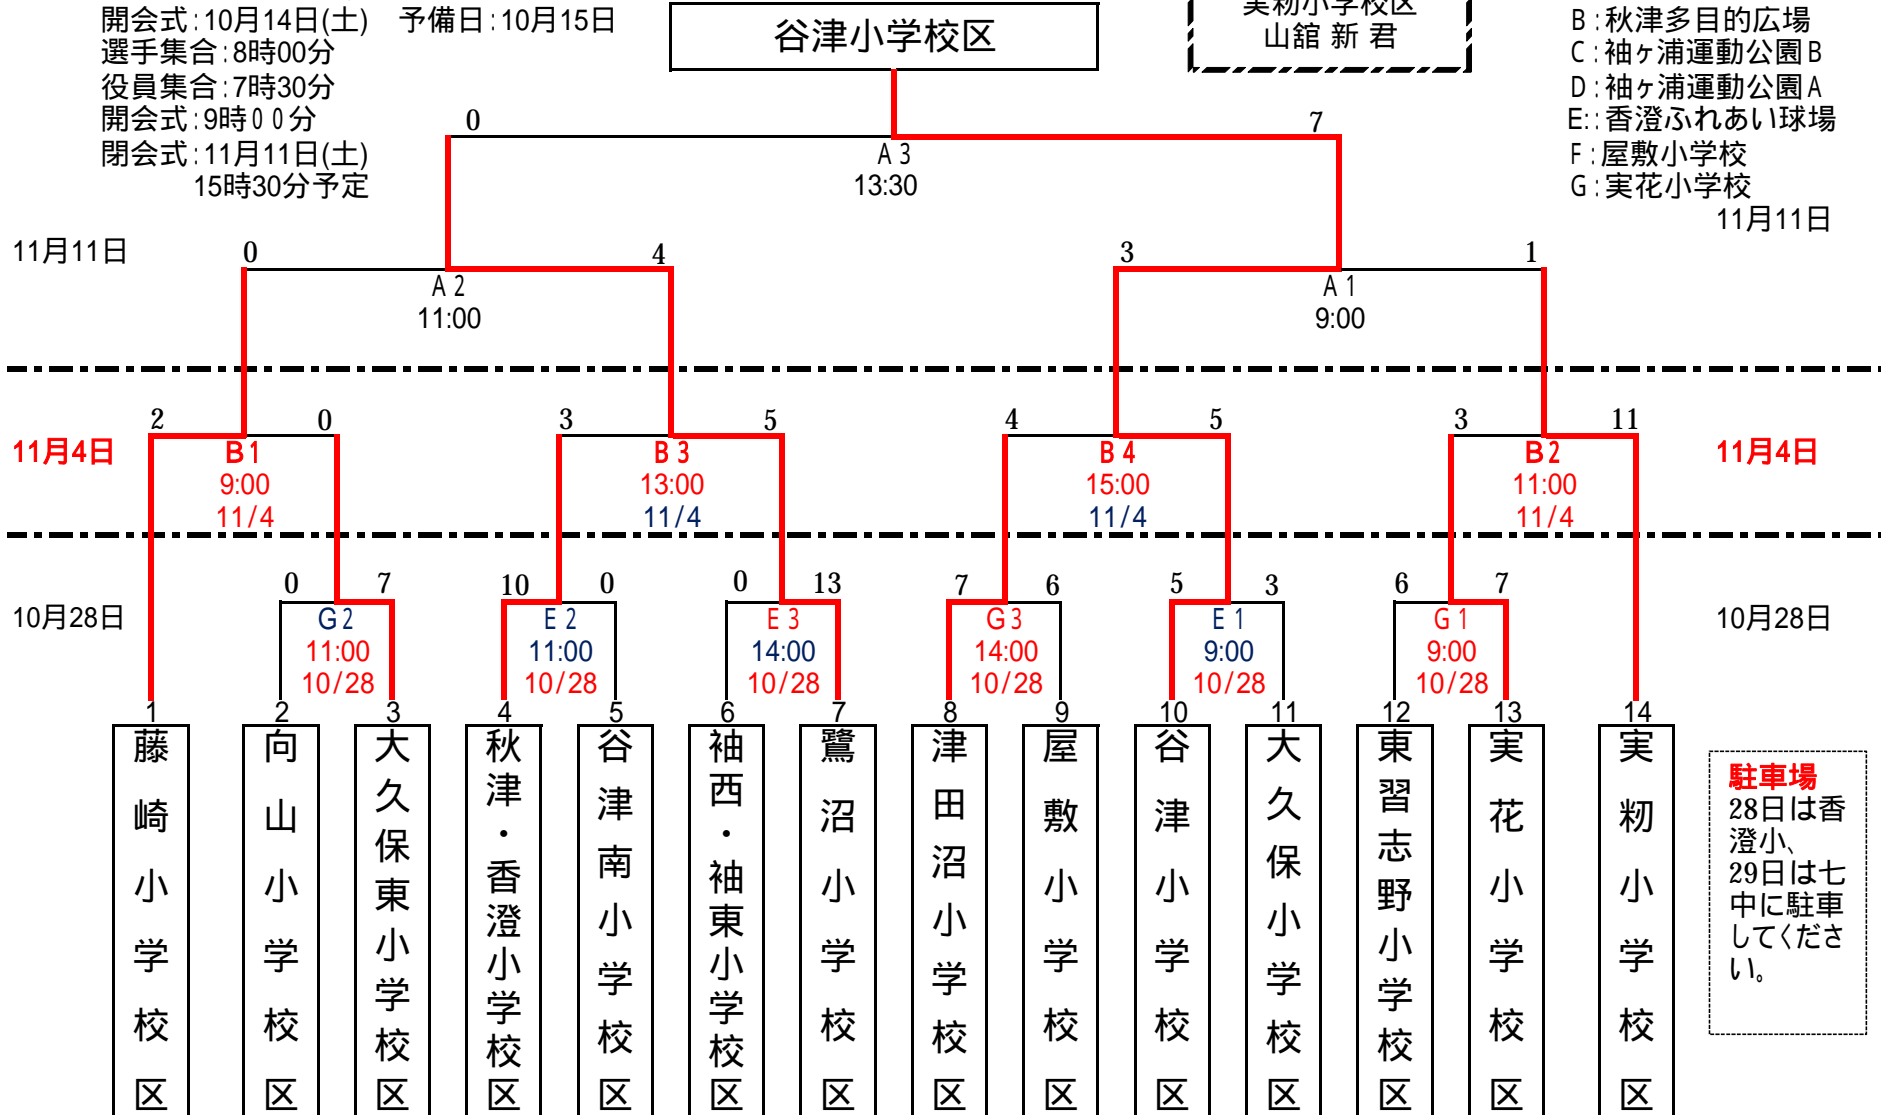 開会式:10月14日(土) 予備日:10月15日
選手集合:8時00分
役員集合:7時30分
開会式:9時00分
閉会式:11月11日(土)
15時30分予定
谷津小学校区
実籾小学校区
山舘 新 君
B:秋津多目的広場
C:袖ヶ浦運動公園B
D:袖ヶ浦運動公園A
E::香澄ふれあい球場
F:屋敷小学校
G:実花小学校
11月11日
0 7
A3
13:30
11月11日
0 4 3 1
A2 A1
11:00 9:00
2 0 3 5 4 5 3 11
11月4日 B1 B3 B4 B2 11月4日
9:00 13:00 15:00 11:00
11/4 11/4 11/4 11/4
0 7 10 0 0 13 7 6 5 3 6 7
10月28日 G2 E2 E3 G3 E1 G1 10月28日
11:00 11:00 14:00 14:00 9:00 9:00
10/28 10/28 10/28 10/28 10/28 10/28
1 2 3 4 5 6 7 8 9 10 11 12 13 14
藤崎小学校区
向山小学校区
大久保東小学校区
秋津・香澄小学校区
谷津南小学校区
袖西・袖東小学校区
鷺沼小学校区
津田沼小学校区
屋敷小学校区
谷津小学校区
大久保小学校区
東習志野小学校区
実花小学校区
実籾小学校区
駐車場
28日は香
澄小、
29日は七
中に駐車
してくださ
い。